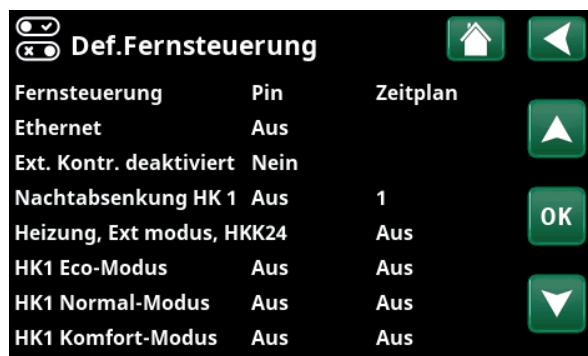 Def.Fernsteuerung
Fernsteuerung Pin Zeitplan
Ethernet Aus
Ext. Kontr. deaktiviert Nein
Nachtabsenkung HK 1 Aus 1
Heizung, Ext modus, HKK24 Aus
HK1 Eco-Modus Aus Aus
HK1 Normal-Modus Aus Aus
HK1 Komfort-Modus Aus Aus
OK